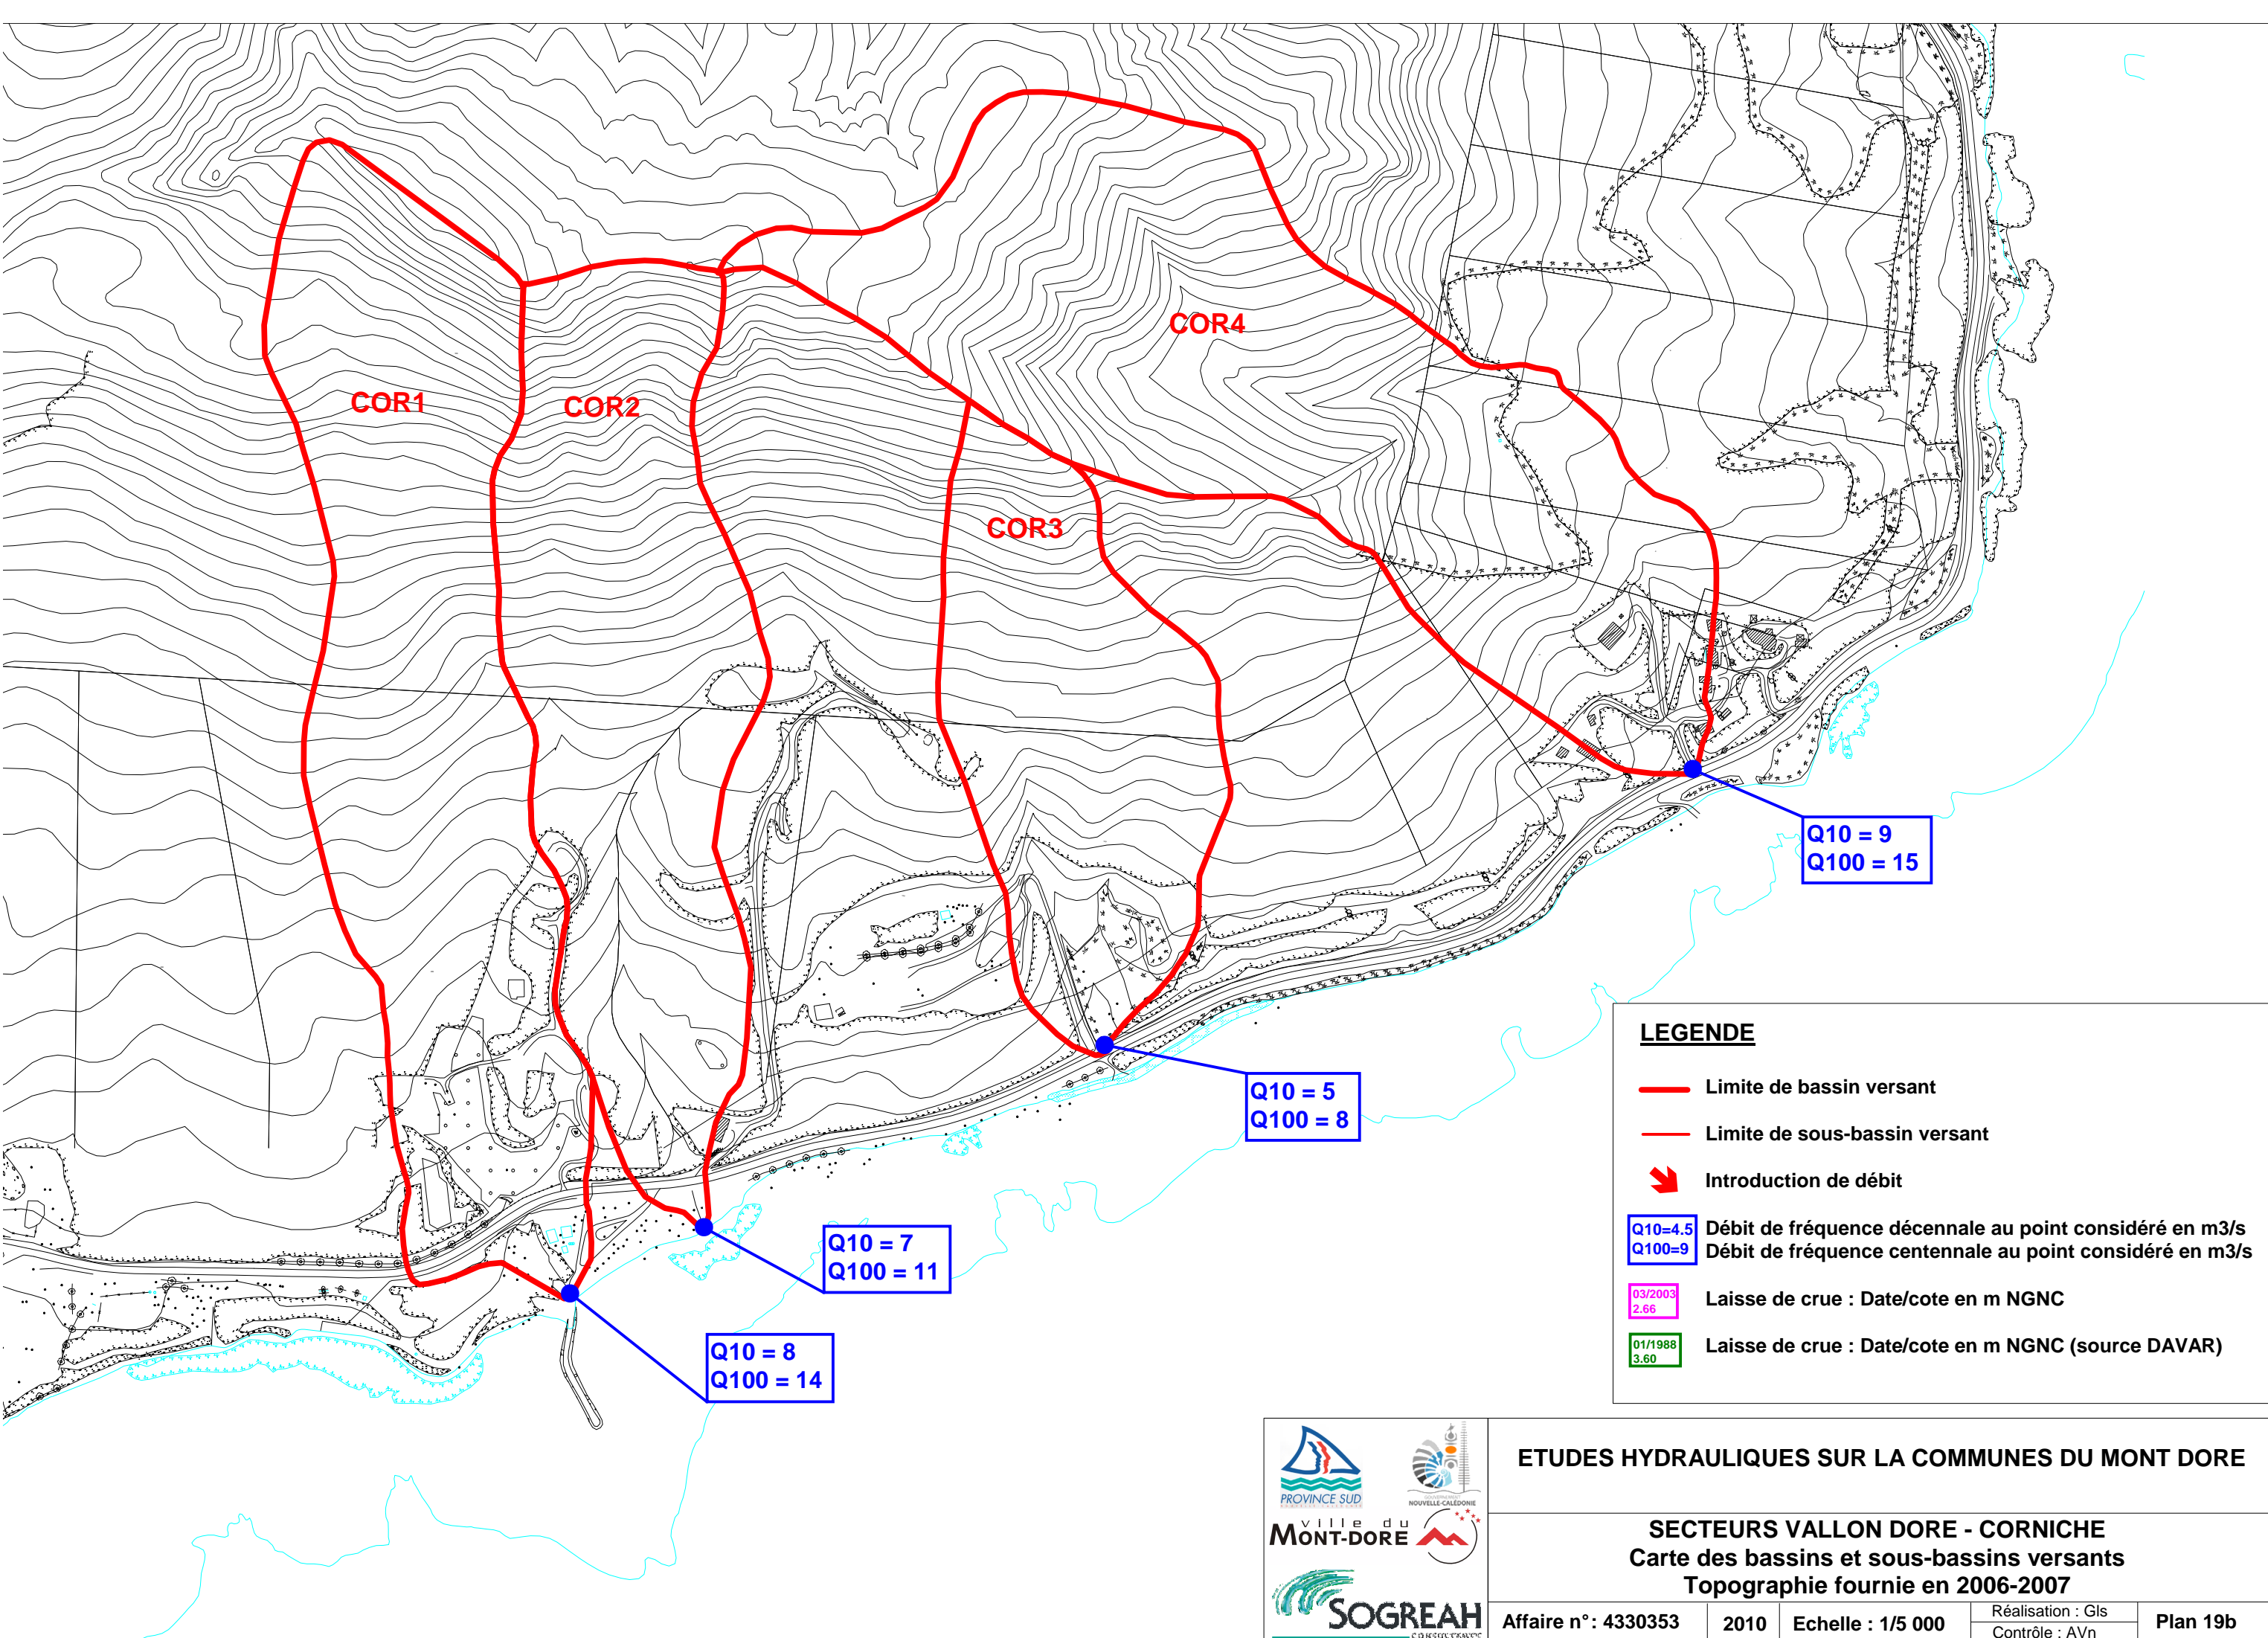 COR4
COR1
COR2
COR3
Q10 = 9
Q100 = 15
Q10 = 5
Q100 = 8
Q10 = 7
Q100 = 11
Q10 = 8
Q100 = 14
LEGENDE
Limite de bassin versant
Limite de sous-bassin versant
Introduction de débit
Q10=4.5
Q100=9
Débit de fréquence décennale au point considéré en m3/s
Débit de fréquence centennale au point considéré en m3/s
03/2003
2.66
Laisse de crue : Date/cote en m NGNC
01/1988
3.60
Laisse de crue : Date/cote en m NGNC (source DAVAR)
PROVINCE SUD
GOUVERNEMENT
NOUVELLE-CALÉDONIE
ville du
MONT-DORE
SOGREAH
ETUDES HYDRAULIQUES SUR LA COMMUNES DU MONT DORE
SECTEURS VALLON DORE - CORNICHE
Carte des bassins et sous-bassins versants
Topographie fournie en 2006-2007
Affaire n° : 4330353
2010
Echelle : 1/5 000
Réalisation : Gls
Contrôle : AVn
Plan 19b